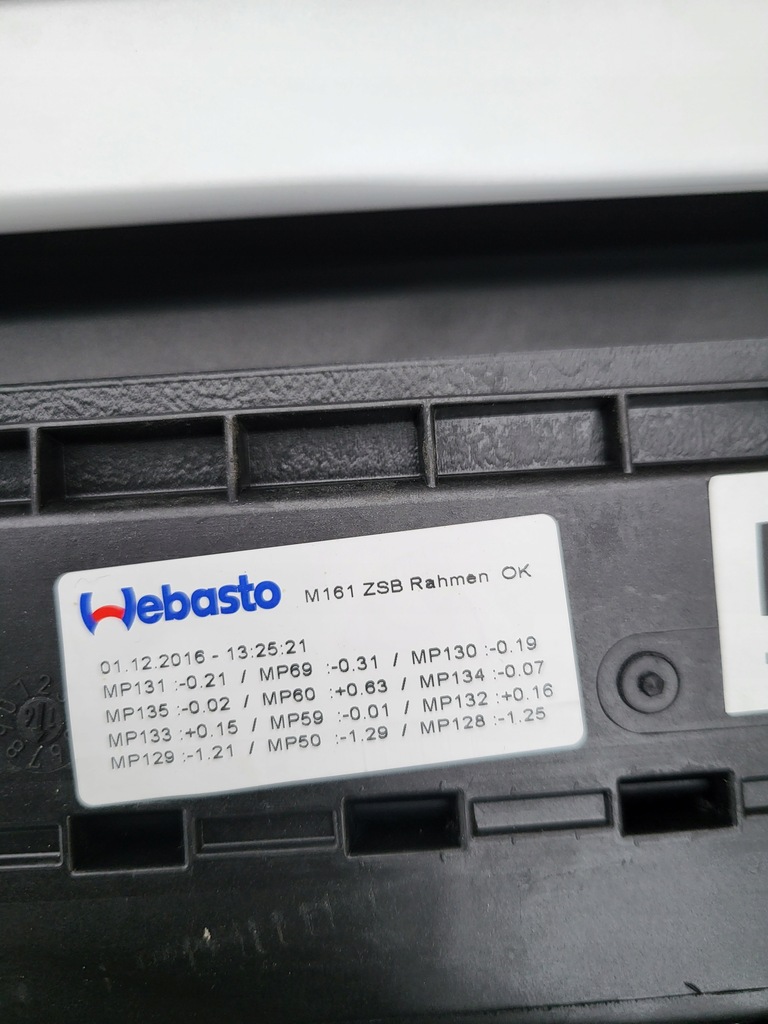 Webasto M161 ZSB Rahmen OK
01.12.2016 - 13:25:21
MP131 :-0.21 / MP69 :-0.31 / MP130 :-0.19
MP135 :-0.02 / MP60 :+0.63 / MP134 :-0.07
MP133 :+0.15 / MP59 :-0.01 / MP132 :+0.16
MP129 :-1.21 / MP50 :-1.29 / MP128 :-1.25